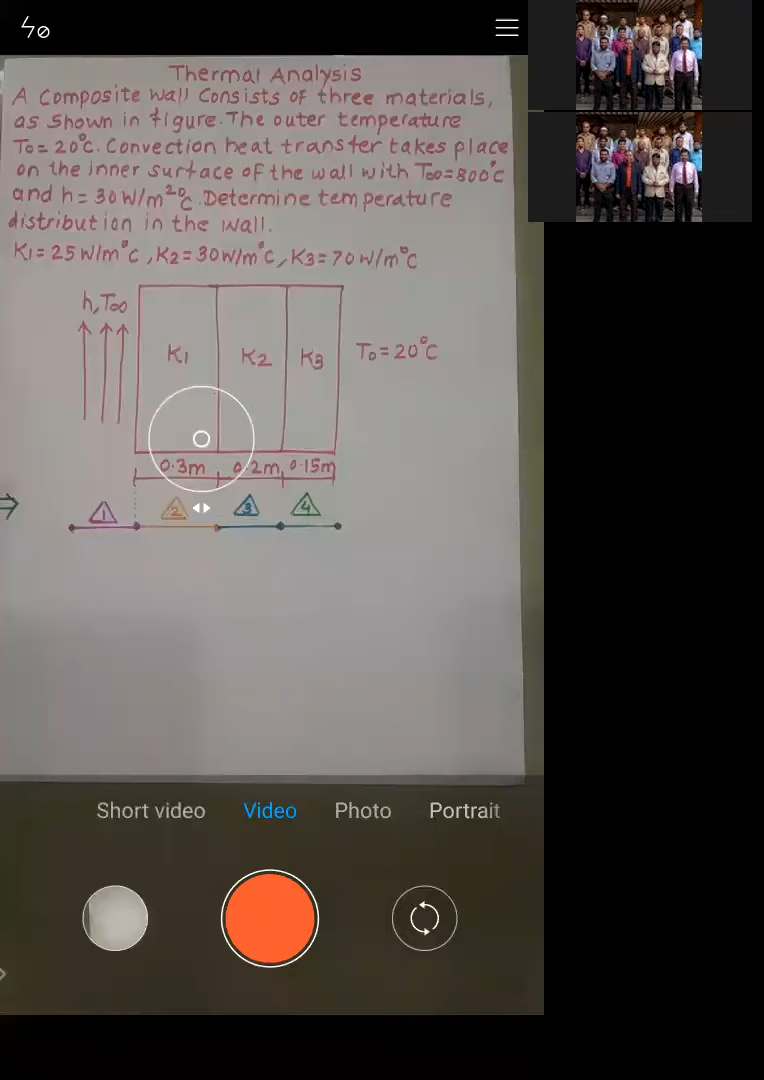 Thermal Analysis
A Composite wall Consists of three materials,
as Shown in figure. The outer temperature
To = 20°C. Convection heat transfer takes place
on the inner surface of the wall with T∞=800°C
and h = 30 W/m²°C. Determine temperature
distribution in the wall.
K1 = 25 W/m°C, K2 = 30 W/m°C, K3 = 70 W/m°C
h, T∞
K1 K2 K3 To = 20°C
0.3m 0.2m 0.15m
⇒ 1 2 3 4
Short video Video Photo Portrait